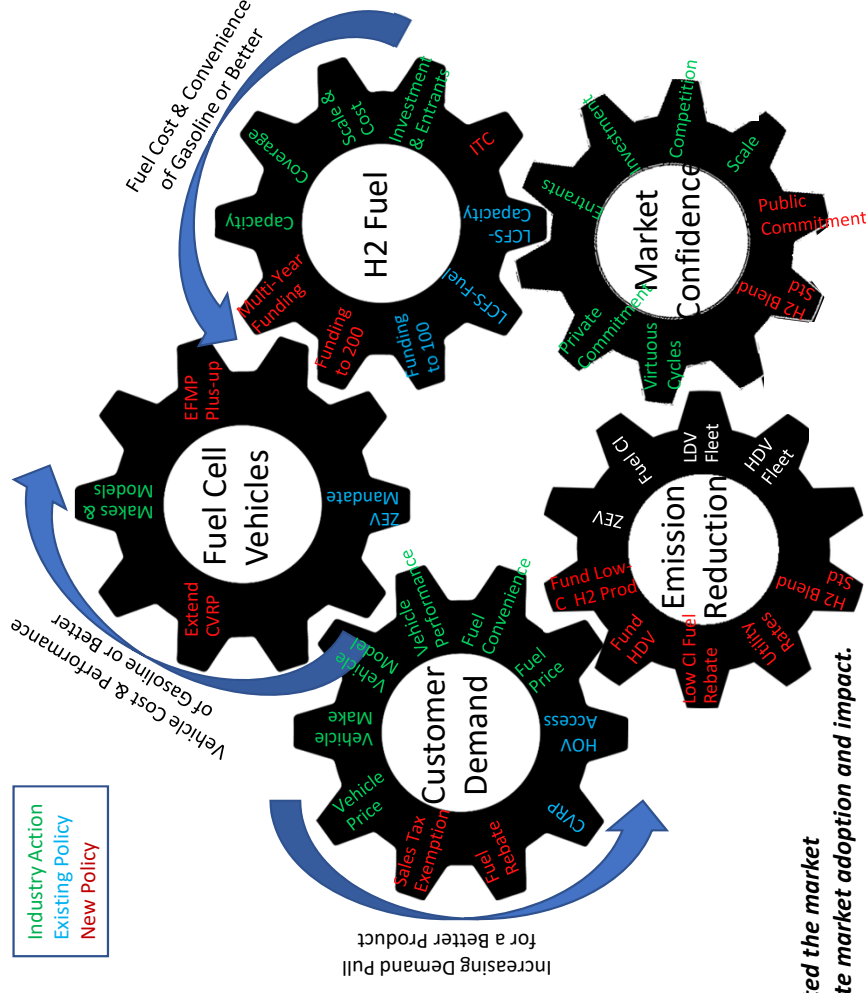 Industry Action
Existing Policy
New Policy
Fuel Cost & Convenience
of Gasoline or Better
Vehicle Cost & Performance
of Gasoline or Better
Increasing Demand Pull
for a Better Product
H2 Fuel
Capacity
Coverage
Scale &
Cost
Investment
& Entrants
ITC
LCFS-
Capacity
LCFS-Fuel
Funding
to 100
Funding
to 200
Multi-Year
Funding
Fuel Cell
Vehicles
Makes &
Models
EFMP
Plus-up
ZEV
Mandate
Extend
CVRP
Customer
Demand
Vehicle
Price
Vehicle
Make
Vehicle
Model
Vehicle
Performance
Fuel
Convenience
Fuel
Price
HOV
Access
CVRP
Fuel
Rebate
Sales Tax
Exemption
Market
Confidence
Entrants
Investment
Competition
Scale
Public
Commitment
H2 Blend
Std
Virtuous
Cycles
Private
Commitment
Emission
Reduction
ZEV
Fuel CI
LDV
Fleet
HDV
Fleet
H2 Blend
Std
Utility
Rates
Low CI Fuel
Rebate
Fund
HDV
Fund Low-
C H2 Prod
the market
market adoption and impact.